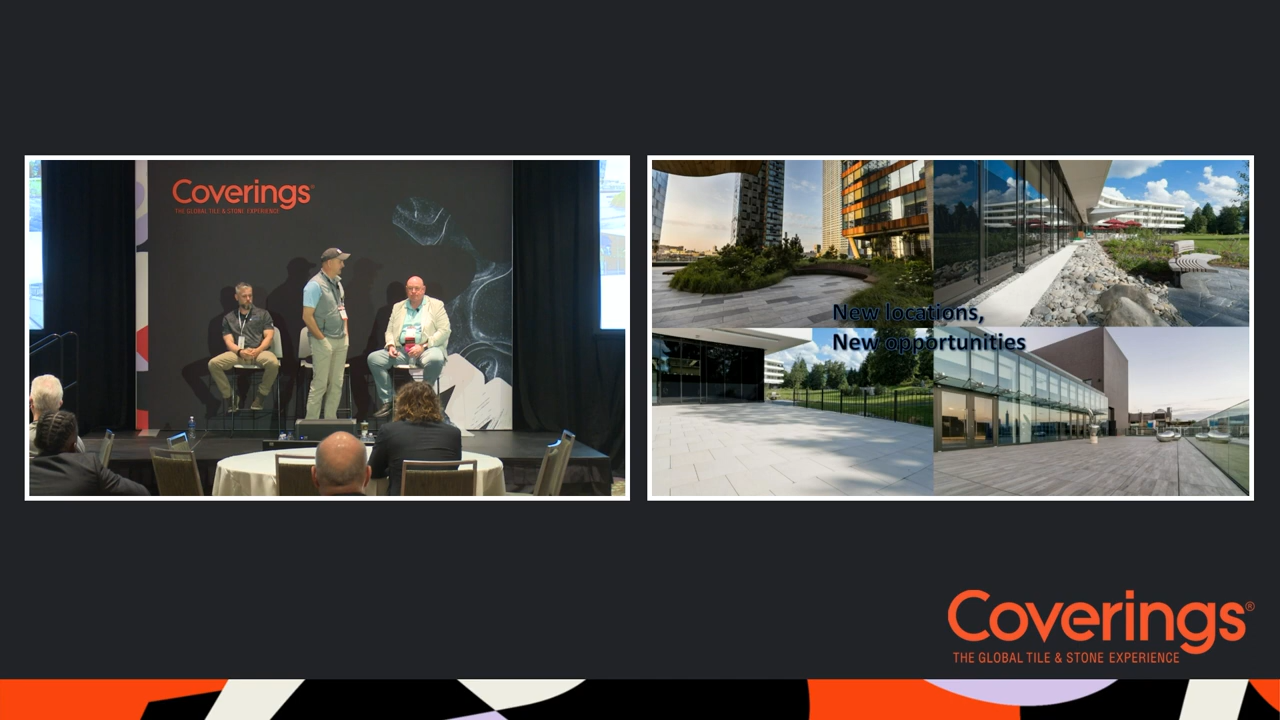 Coverings
THE GLOBAL TILE & STONE EXPERIENCE
New locations,
New opportunities
Coverings®
THE GLOBAL TILE & STONE EXPERIENCE